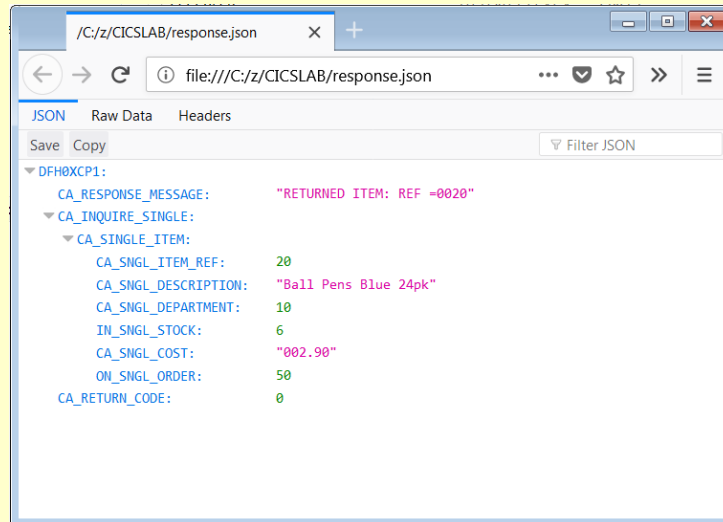 /C:/z/CICSLAB/response.json
file:///C:/z/CICSLAB/response.json
JSON Raw Data Headers
Save Copy Filter JSON
DFH0XCP1:
CA_RESPONSE_MESSAGE: "RETURNED ITEM: REF =0020"
CA_INQUIRE_SINGLE:
CA_SINGLE_ITEM:
CA_SNGL_ITEM_REF: 20
CA_SNGL_DESCRIPTION: "Ball Pens Blue 24pk"
CA_SNGL_DEPARTMENT: 10
IN_SNGL_STOCK: 6
CA_SNGL_COST: "002.90"
ON_SNGL_ORDER: 50
CA_RETURN_CODE: 0